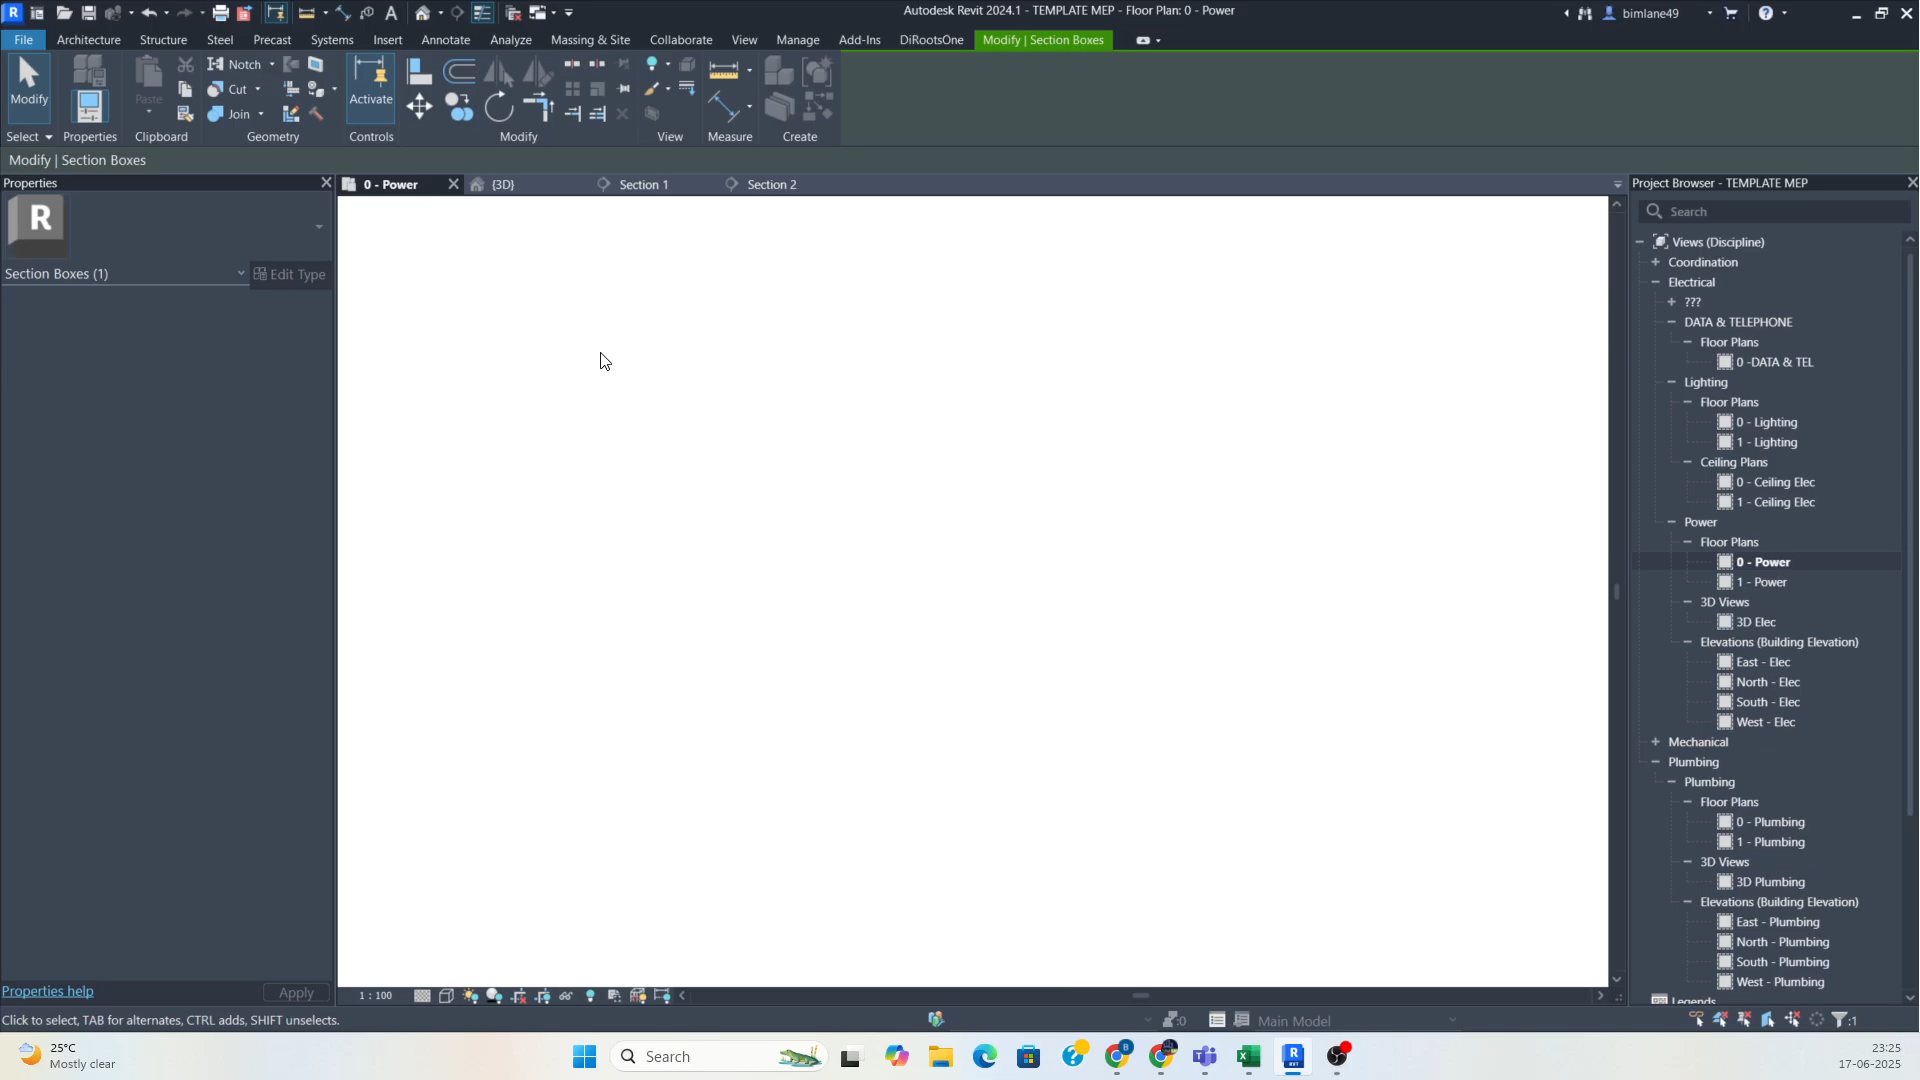 Autodesk Revit 2024.1 - TEMPLATE MEP - Floor Plan: 0 - Power
bimlane49
File Architecture Structure Steel Precast Systems Insert Annotate Analyze Massing & Site Collaborate View Manage Add-Ins DiRootsOne Modify | Section Boxes
Modify Paste Notch Cut Join Activate
Select Properties Clipboard Geometry Controls Modify View Measure Create
Modify | Section Boxes
Properties
R
Section Boxes (1)
Edit Type
Properties help
Apply
0 - Power {3D} Section 1 Section 2
1 : 100
Project Browser - TEMPLATE MEP
Search
Views (Discipline)
Coordination
Electrical
???
DATA & TELEPHONE
Floor Plans
0 -DATA & TEL
Lighting
Floor Plans
0 - Lighting
1 - Lighting
Ceiling Plans
0 - Ceiling Elec
1 - Ceiling Elec
Power
Floor Plans
0 - Power
1 - Power
3D Views
3D Elec
Elevations (Building Elevation)
East - Elec
North - Elec
South - Elec
West - Elec
Mechanical
Plumbing
Plumbing
Floor Plans
0 - Plumbing
1 - Plumbing
3D Views
3D Plumbing
Elevations (Building Elevation)
East - Plumbing
North - Plumbing
South - Plumbing
West - Plumbing
Legends
Click to select, TAB for alternates, CTRL adds, SHIFT unselects.
:0
Main Model
:1
25°C
Mostly clear
Search
23:25
17-06-2025